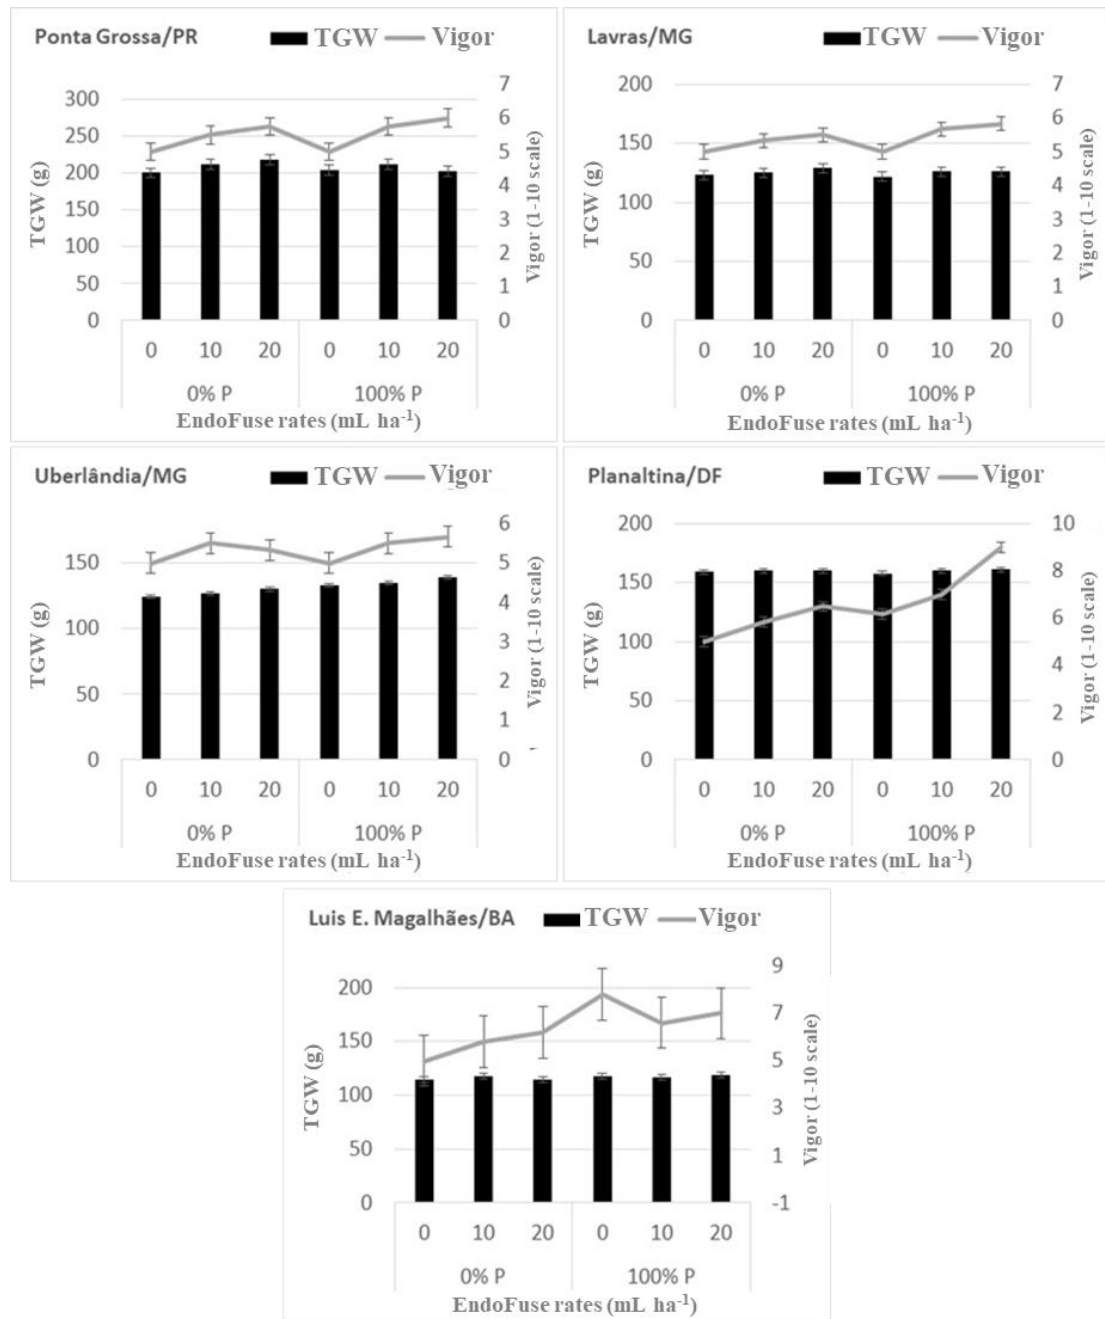 Ponta Grossa/PR TGW Vigor
300
250
200
150
100
50
0
TGW (g)
7
6
5
4
3
2
1
0
Vigor (1-10 scale)
0 10 20 0 10 20
0% P 100% P
EndoFuse rates (mL ha⁻¹)
Lavras/MG TGW Vigor
200
150
100
50
0
TGW (g)
7
6
5
4
3
2
1
0
Vigor (1-10 scale)
0 10 20 0 10 20
0% P 100% P
EndoFuse rates (mL ha⁻¹)
Uberlândia/MG TGW Vigor
150
100
50
0
TGW (g)
6
5
4
3
2
1
0
Vigor (1-10 scale)
0 10 20 0 10 20
0% P 100% P
EndoFuse rates (mL ha⁻¹)
Planaltina/DF TGW Vigor
200
150
100
50
0
TGW (g)
10
8
6
4
2
0
Vigor (1-10 scale)
0 10 20 0 10 20
0% P 100% P
EndoFuse rates (mL ha⁻¹)
Luis E. Magalhães/BA TGW Vigor
200
150
100
50
0
TGW (g)
9
7
5
3
1
-1
Vigor (1-10 scale)
0 10 20 0 10 20
0% P 100% P
EndoFuse rates (mL ha⁻¹)